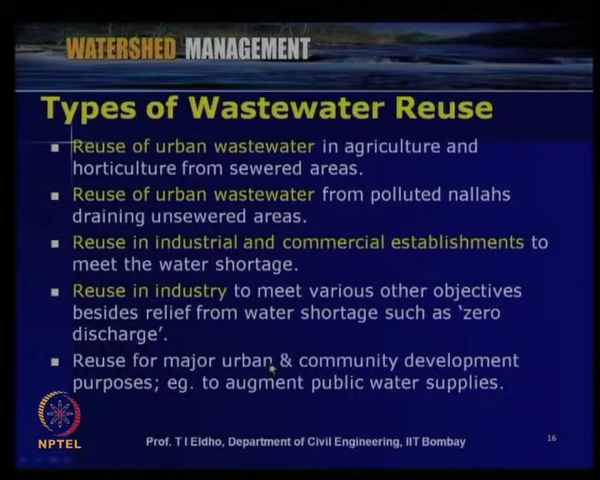 WATERSHED MANAGEMENT
Types of Wastewater Reuse
Reuse of urban wastewater in agriculture and
horticulture from sewered areas.
Reuse of urban wastewater from polluted nallahs
draining unsewered areas.
Reuse in industrial and commercial establishments to
meet the water shortage.
Reuse in industry to meet various other objectives
besides relief from water shortage such as ‘zero
discharge’.
Reuse for major urban & community development
purposes; eg. to augment public water supplies.
NPTEL
Prof. T I Eldho, Department of Civil Engineering, IIT Bombay
16